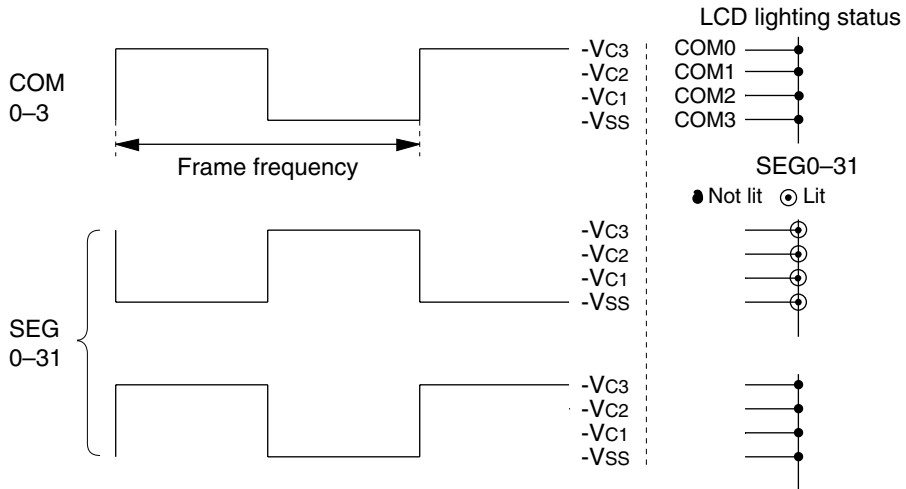 LCD lighting status
COM
0–3
-VC3
-VC2
-VC1
-VSS
COM0
COM1
COM2
COM3
Frame frequency
SEG0–31
Not lit
Lit
SEG
0–31
-VC3
-VC2
-VC1
-VSS
-VC3
-VC2
-VC1
-VSS